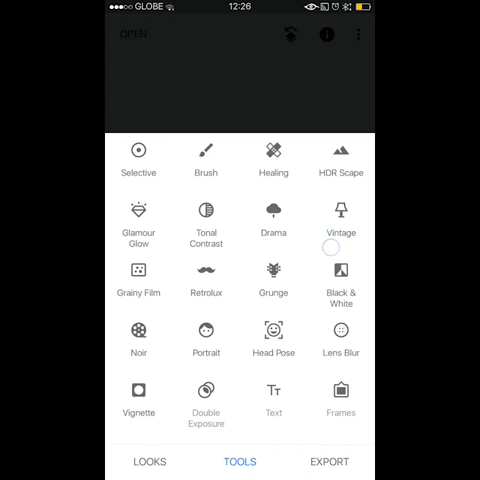 GLOBE 12:26
OPEN
Selective Brush Healing HDR Scape
Glamour Glow Tonal Contrast Drama Vintage
Grainy Film Retrolux Grunge Black & White
Noir Portrait Head Pose Lens Blur
Vignette Double Exposure Text Frames
LOOKS TOOLS EXPORT